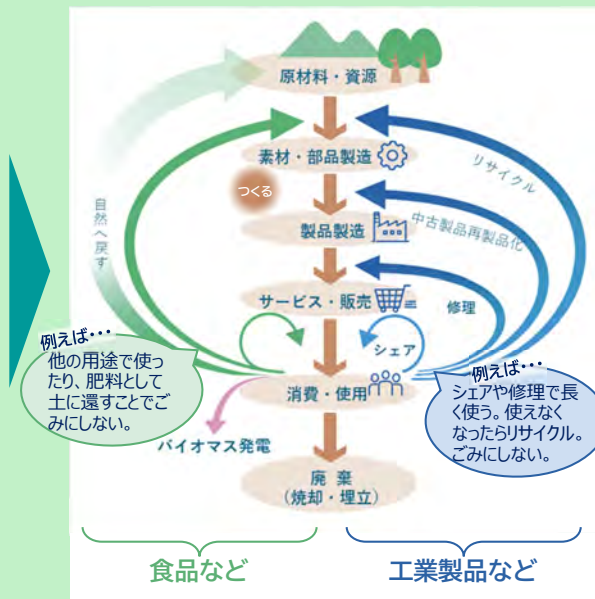 原材料・資源
素材・部品製造
つくる
製品製造
サービス・販売
シェア
消費・使用
バイオマス発電
廃 棄
(焼却・埋立)
自然へ戻す
リサイクル
中古製品再製品化
修理
例えば・・・
他の用途で使っ
たり、肥料として
土に還すことでご
みにしない。
例えば・・・
シェアや修理で長
く使う。使えなく
なったらリサイクル。
ごみにしない。
食品など
工業製品など